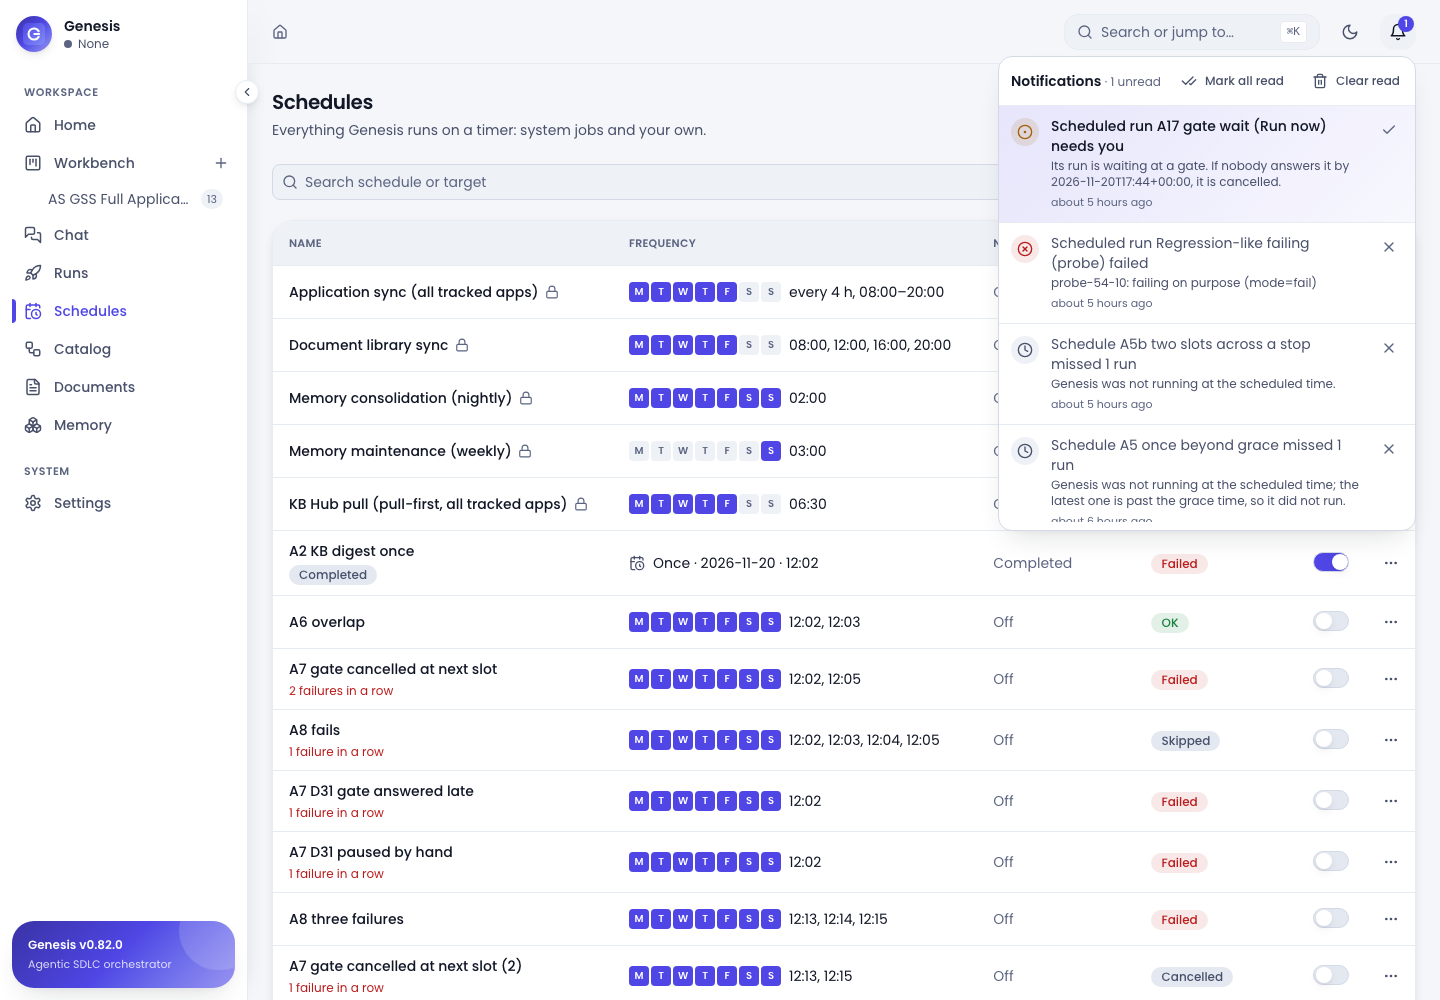 Genesis
None
WORKSPACE
Home
Workbench
AS GSS Full Applica... 13
Chat
Runs
Schedules
Catalog
Documents
Memory
SYSTEM
Settings
Genesis v0.82.0
Agentic SDLC orchestrator
Search or jump to... ⌘K
1
Schedules
Everything Genesis runs on a timer: system jobs and your own.
Search schedule or target
Notifications · 1 unread Mark all read Clear read
Scheduled run A17 gate wait (Run now)
needs you
Its run is waiting at a gate. If nobody answers it by
2026-11-20T17:44+00:00, it is cancelled.
about 5 hours ago
Scheduled run Regression-like failing
(probe) failed
probe-54-10: failing on purpose (mode=fail)
about 5 hours ago
Schedule A5b two slots across a stop
missed 1 run
Genesis was not running at the scheduled time.
about 5 hours ago
Schedule A5 once beyond grace missed 1
run
Genesis was not running at the scheduled time; the
latest one is past the grace time, so it did not run.
about 6 hours ago
NAME FREQUENCY
Application sync (all tracked apps) M T W T F S S every 4 h, 08:00–20:00
Document library sync M T W T F S S 08:00, 12:00, 16:00, 20:00
Memory consolidation (nightly) M T W T F S S 02:00
Memory maintenance (weekly) M T W T F S S 03:00
KB Hub pull (pull-first, all tracked apps) M T W T F S S 06:30
A2 KB digest once
Completed
Once · 2026-11-20 · 12:02 Completed Failed
A6 overlap M T W T F S S 12:02, 12:03 Off OK
A7 gate cancelled at next slot
2 failures in a row
M T W T F S S 12:02, 12:05 Off Failed
A8 fails
1 failure in a row
M T W T F S S 12:02, 12:03, 12:04, 12:05 Off Skipped
A7 D31 gate answered late
1 failure in a row
M T W T F S S 12:02 Off Failed
A7 D31 paused by hand
1 failure in a row
M T W T F S S 12:02 Off Failed
A8 three failures M T W T F S S 12:13, 12:14, 12:15 Off Failed
A7 gate cancelled at next slot (2)
1 failure in a row
M T W T F S S 12:13, 12:15 Off Cancelled